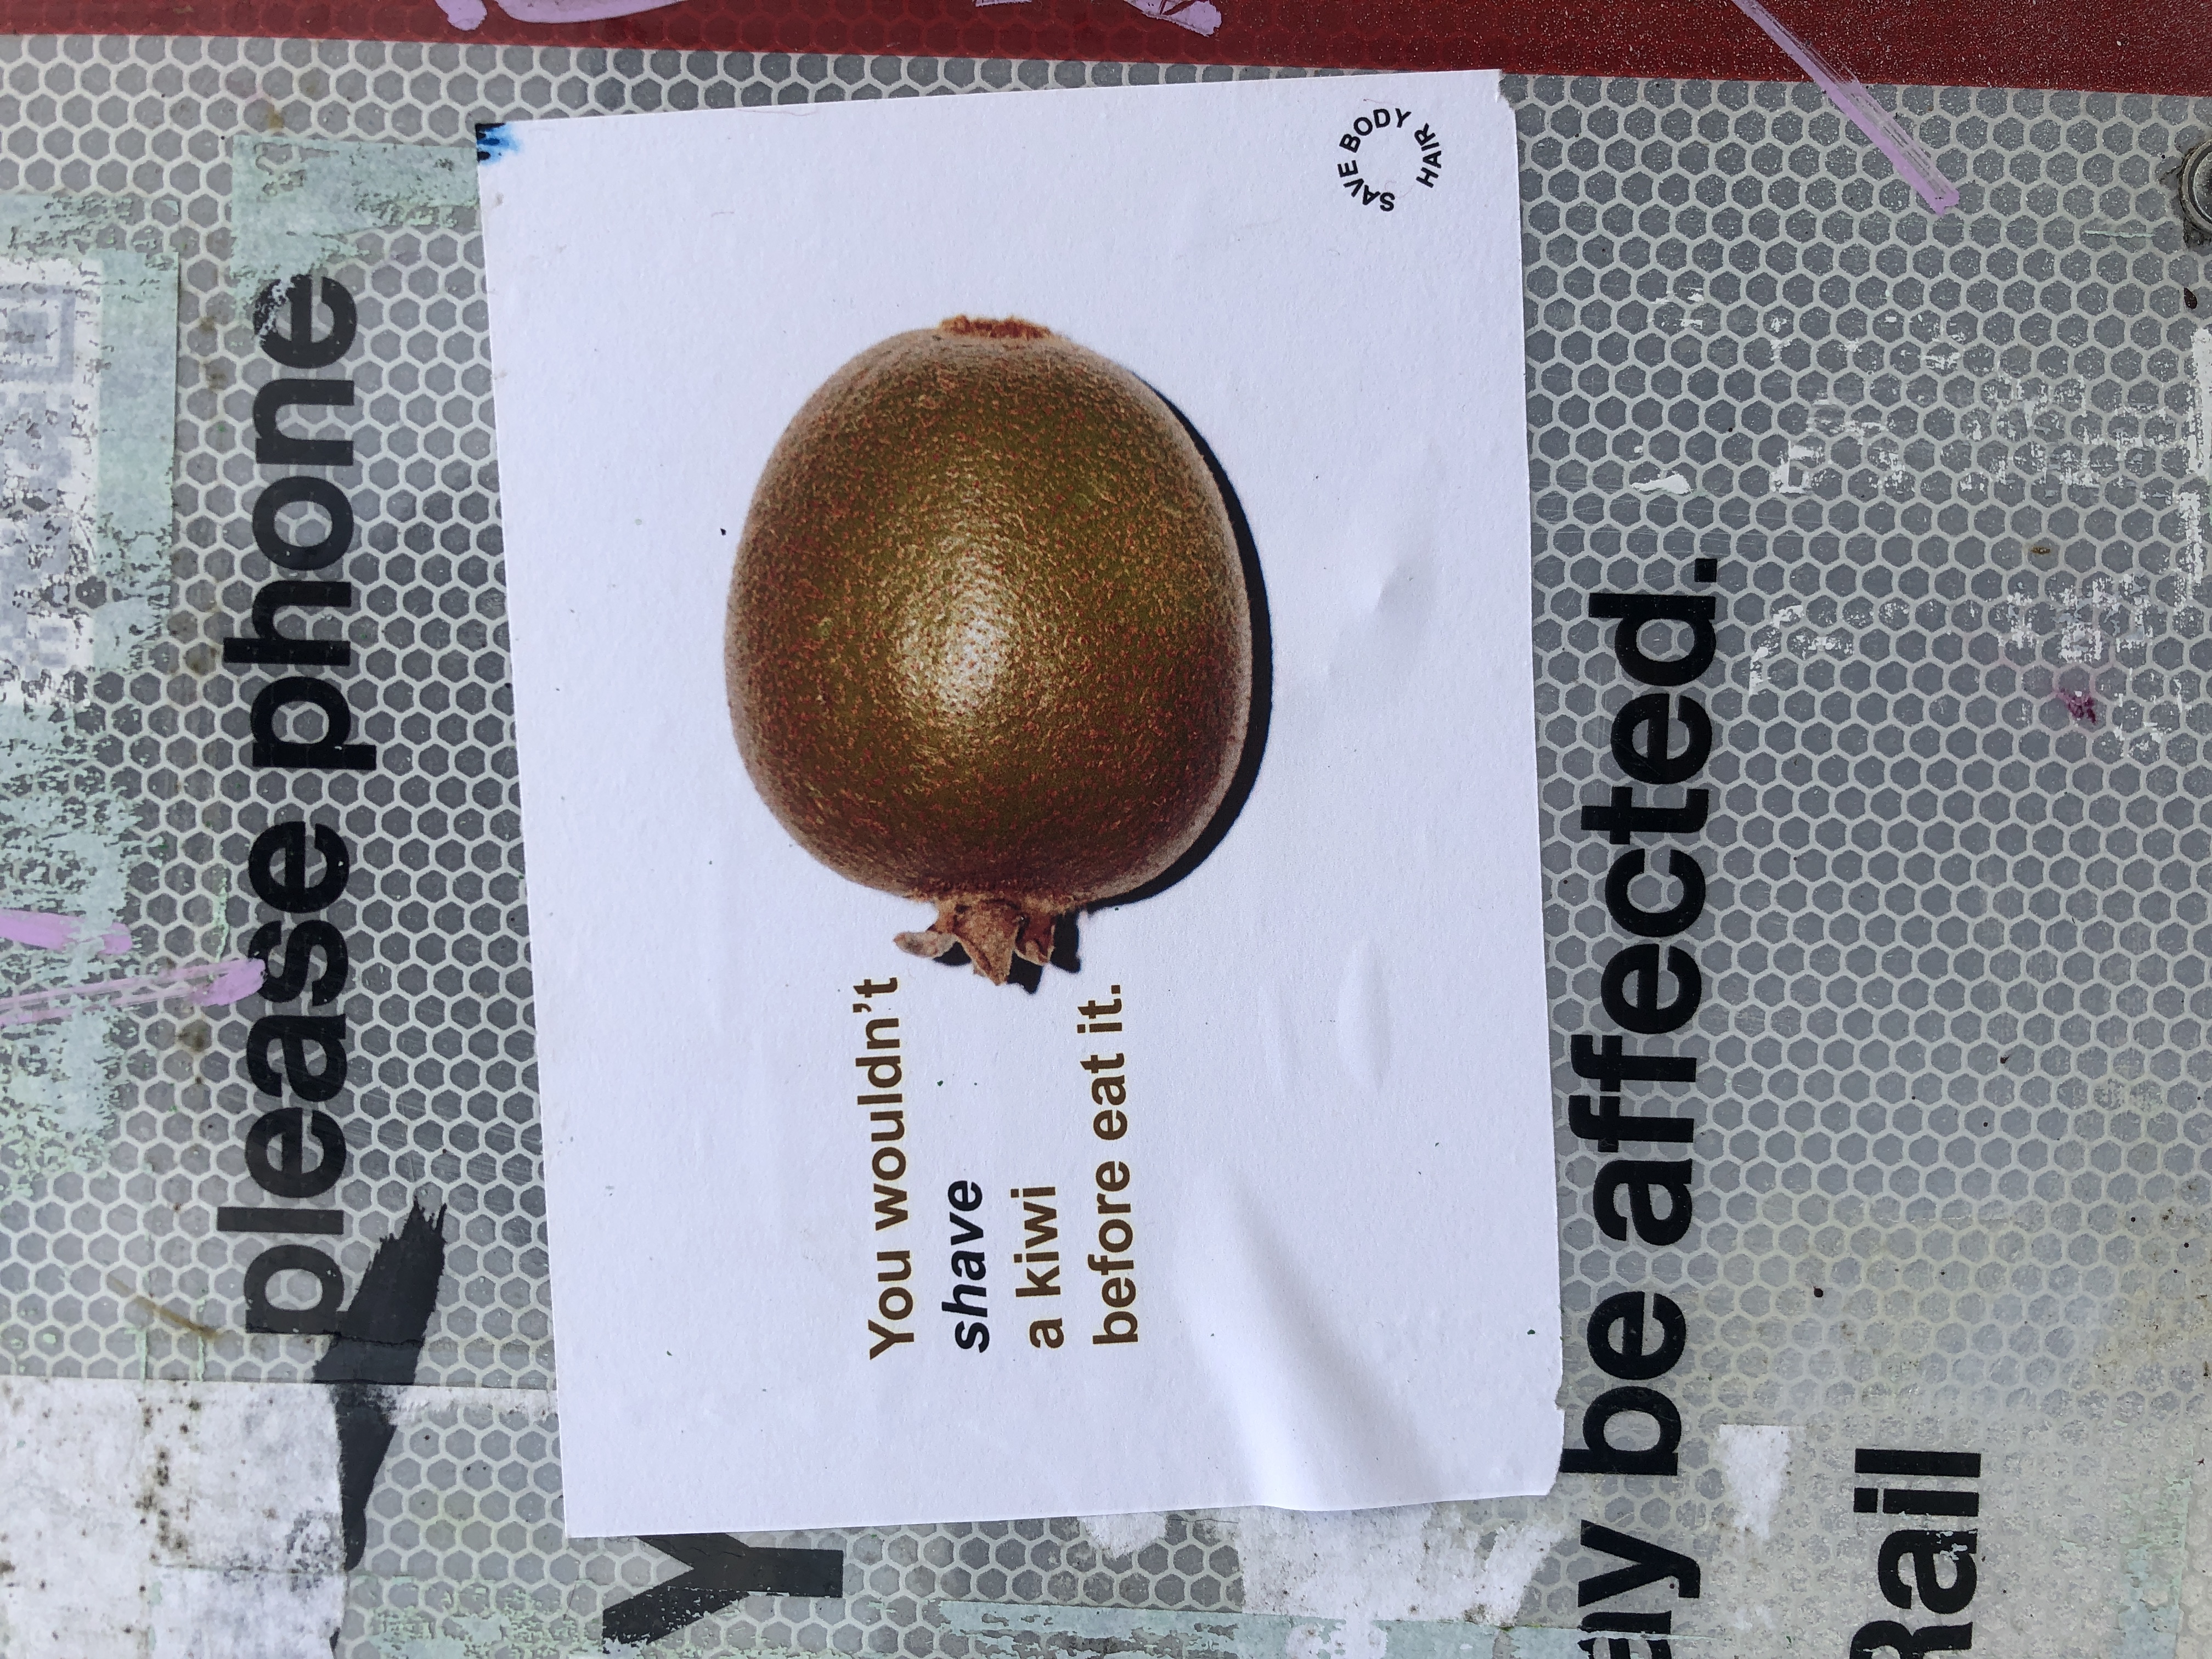 please phone
SAVE BODY HAIR
You wouldn't
shave
a kiwi
before eat it.
be affected.
Rail